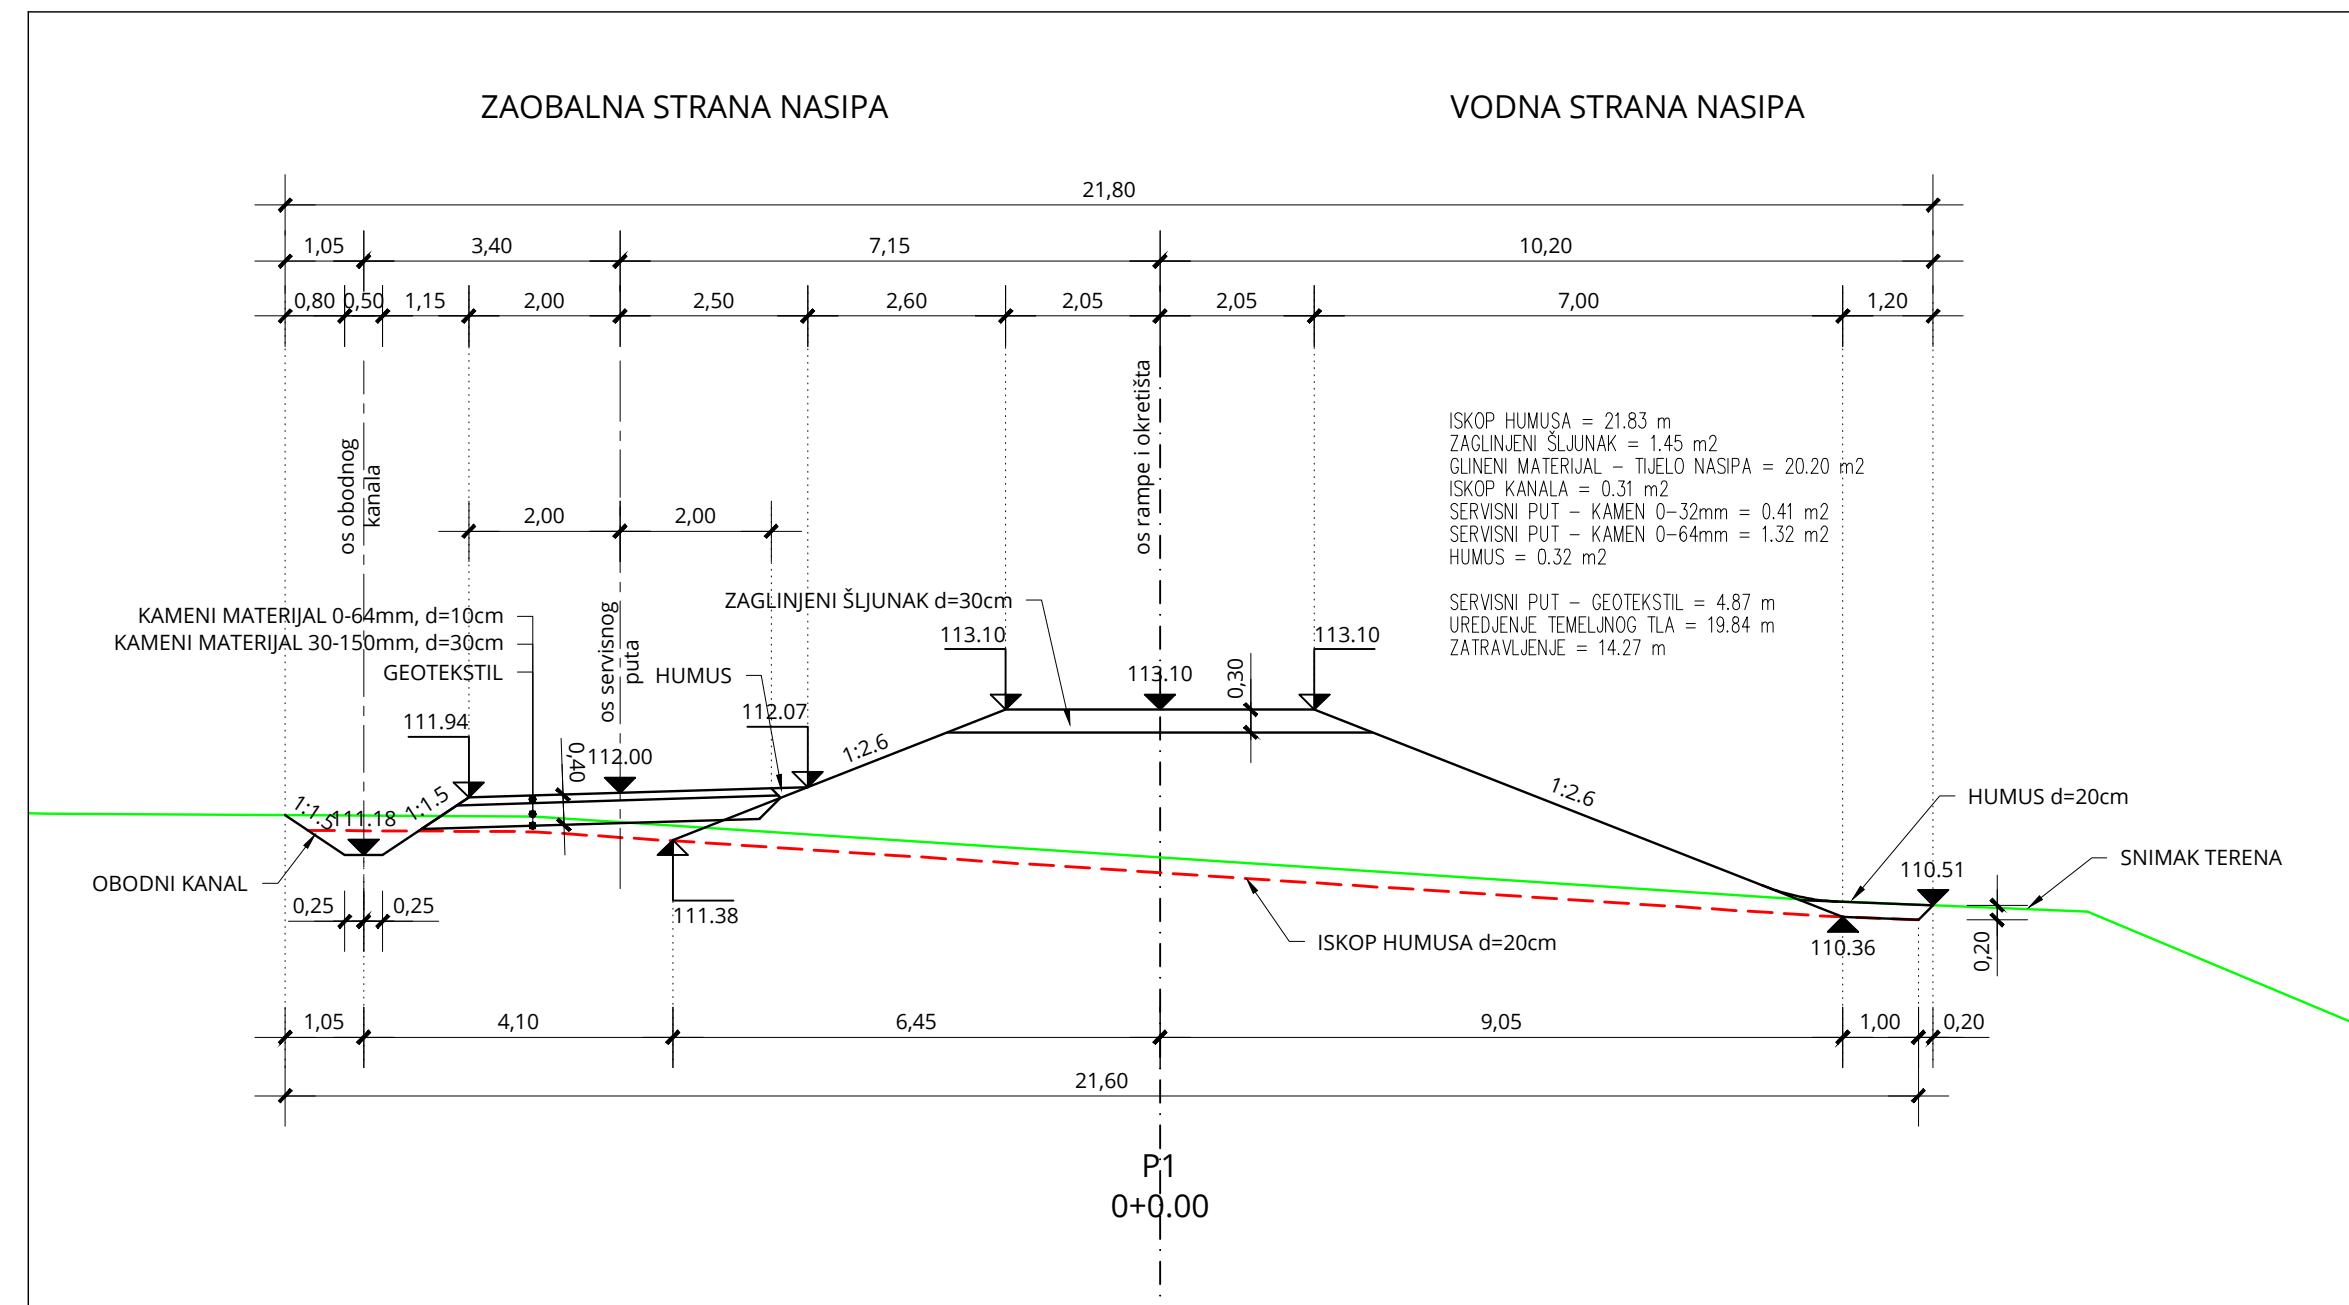 ZAOBALNA STRANA NASIPA
VODNA STRANA NASIPA
21,80
1,05
3,40
7,15
10,20
0,80
0,50
1,15
2,00
2,50
2,60
2,05
2,05
7,00
1,20
os obodnog
kanala
os servisnog
puta
os rampe i okretišta
ISKOP HUMUSA = 21.83 m
ZAGLINJENI ŠLJUNAK = 1.45 m2
GLINENI MATERIJAL – TIJELO NASIPA = 20.20 m2
ISKOP KANALA = 0.31 m2
SERVISNI PUT – KAMEN 0–32mm = 0.41 m2
SERVISNI PUT – KAMEN 0–64mm = 1.32 m2
HUMUS = 0.32 m2
SERVISNI PUT – GEOTEKSTIL = 4.87 m
UREDJENJE TEMELJNOG TLA = 19.84 m
ZATRAVLJENJE = 14.27 m
2,00
2,00
KAMENI MATERIJAL 0-64mm, d=10cm
KAMENI MATERIJAL 30-150mm, d=30cm
GEOTEKSTIL
HUMUS
ZAGLINJENI ŠLJUNAK d=30cm
113.10
113.10
113.10
0,30
111.94
112.07
112.00
0,40
1:2.6
1:2.6
1:1.5
111.18
1:1.5
HUMUS d=20cm
SNIMAK TERENA
110.51
OBODNI KANAL
0,25
0,25
111.38
ISKOP HUMUSA d=20cm
110.36
0,20
1,05
4,10
6,45
9,05
1,00
0,20
21,60
P1
0+0.00